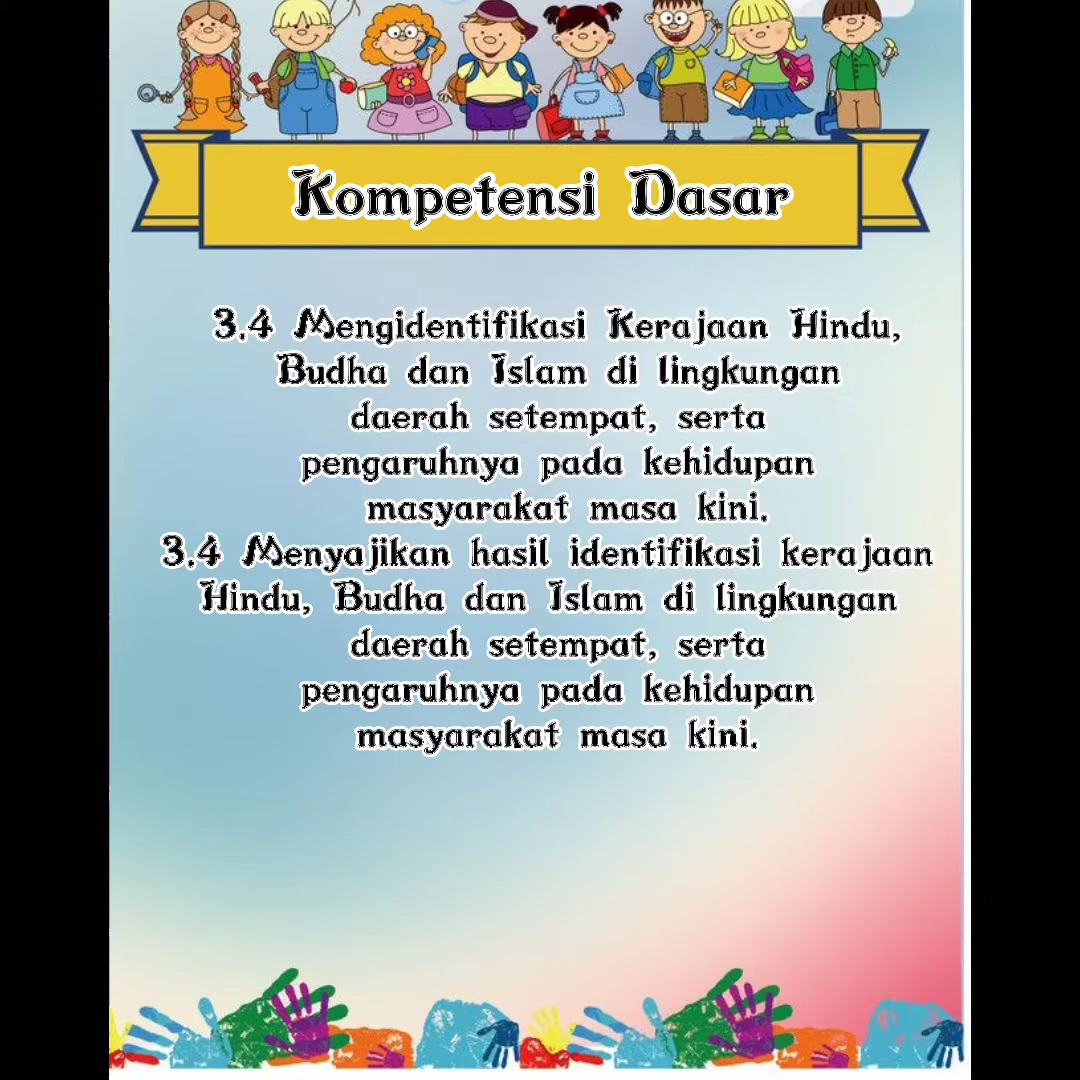 Kompetensi Dasar
3.4 Mengidentifikasi Kerajaan Hindu,
Budha dan Islam di lingkungan
daerah setempat, serta
pengaruhnya pada kehidupan
masyarakat masa kini.
3.4 Menyajikan hasil identifikasi kerajaan
Hindu, Budha dan Islam di lingkungan
daerah setempat, serta
pengaruhnya pada kehidupan
masyarakat masa kini.